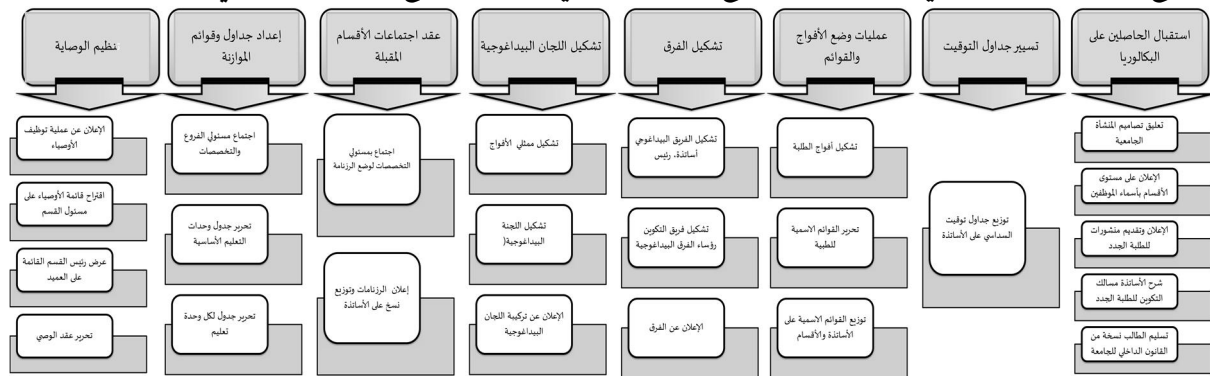 استقبال الحاصلين على
البكالوريا
تعليق تصاميم المنشأة
الجامعية
الإعلان على مستوى
الأقسام بأسماء الموظفين
الإعلان وتقديم منشورات
للطلبة الجدد
شرح الأساتذة مسالك
التكوين للطلبة الجدد
تسليم الطالب نسخة من
القانون الداخلي للجامعة
تسيير جداول التوقيت
توزيع جداول توقيت
السداسي على الأساتذة
عمليات وضع الأفواج
والقوائم
تشكيل أفواج الطلبة
تحرير القوائم الاسمية
للطبية
توزيع القوائم الاسمية على
الأساتذة والأقسام
تشكيل الفرق
تشكيل الفريق البيداغوجي
أساتذة، رئيس
تشكيل فريق التكوين
رؤساء الفرق البيداغوجية
الإعلان عن الفرق
تشكيل اللجان البيداغوجية
تشكيل ممثلي الأفواج
تشكيل اللجنة
البيداغوجية(
الإعلان عن تركيبة اللجان
البيداغوجية
عقد اجتماعات الأقسام
المقبلة
اجتماع بمسئولي
التخصصات لوضع الرزنامة
إعلان الرزنامات وتوزيع
نسخ على الأساتذة
إعداد جداول وقوائم
الموازنة
اجتماع مسئولي الفروع
والتخصصات
تحرير جدول وحدات
التعليم الأساسية
تحرير جدول لكل وحدة
تعليم
نظيم الوصاية
الإعلان عن عملية توظيف
الأوصياء
اقتراح قائمة الأوصياء على
مسئول القسم
عرض رئيس القسم القائمة
على العميد
تحرير عقد الوصي